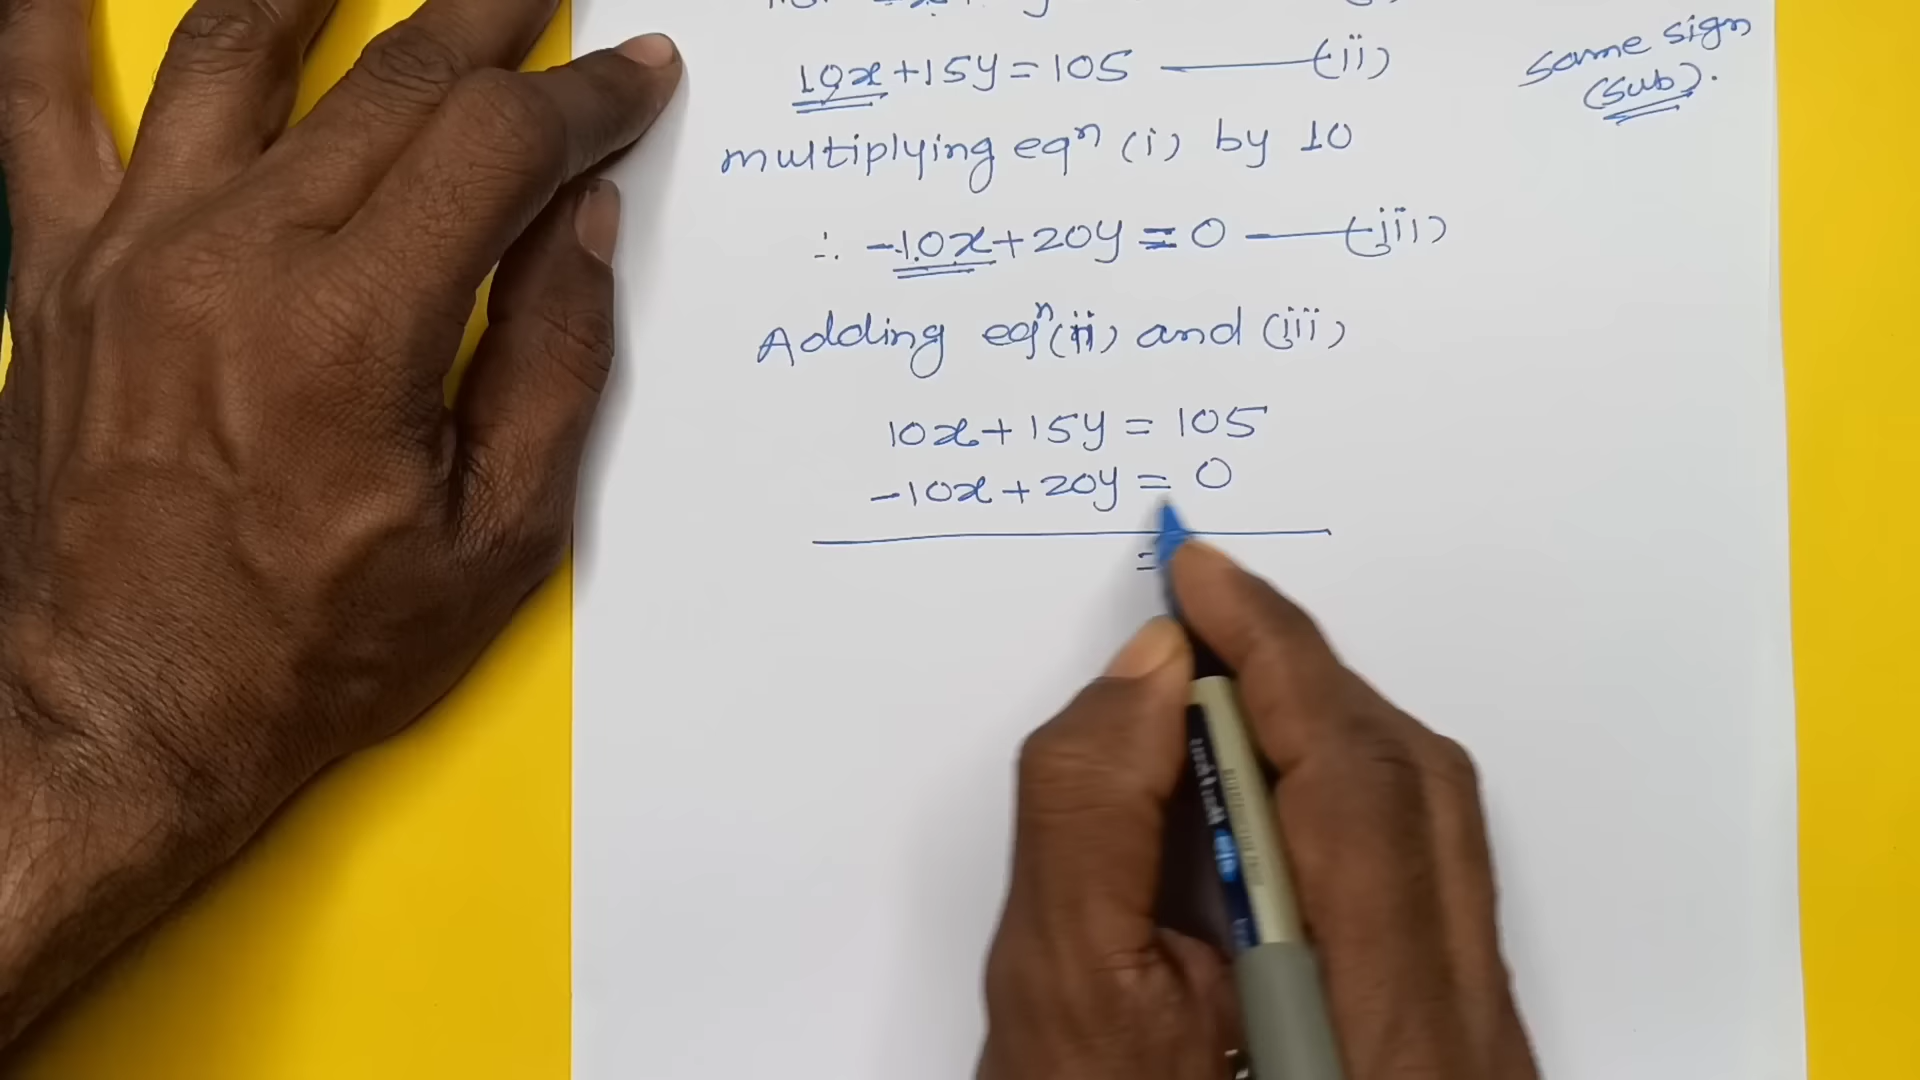 10x+15y=105 —(ii)
same sign
(sub).
multiplying eqⁿ (i) by 10
∴ -10x+20y=0 —(iii)
Adding eqⁿ(ii) and (iii)
10x+15y=105
-10x+20y=0
=